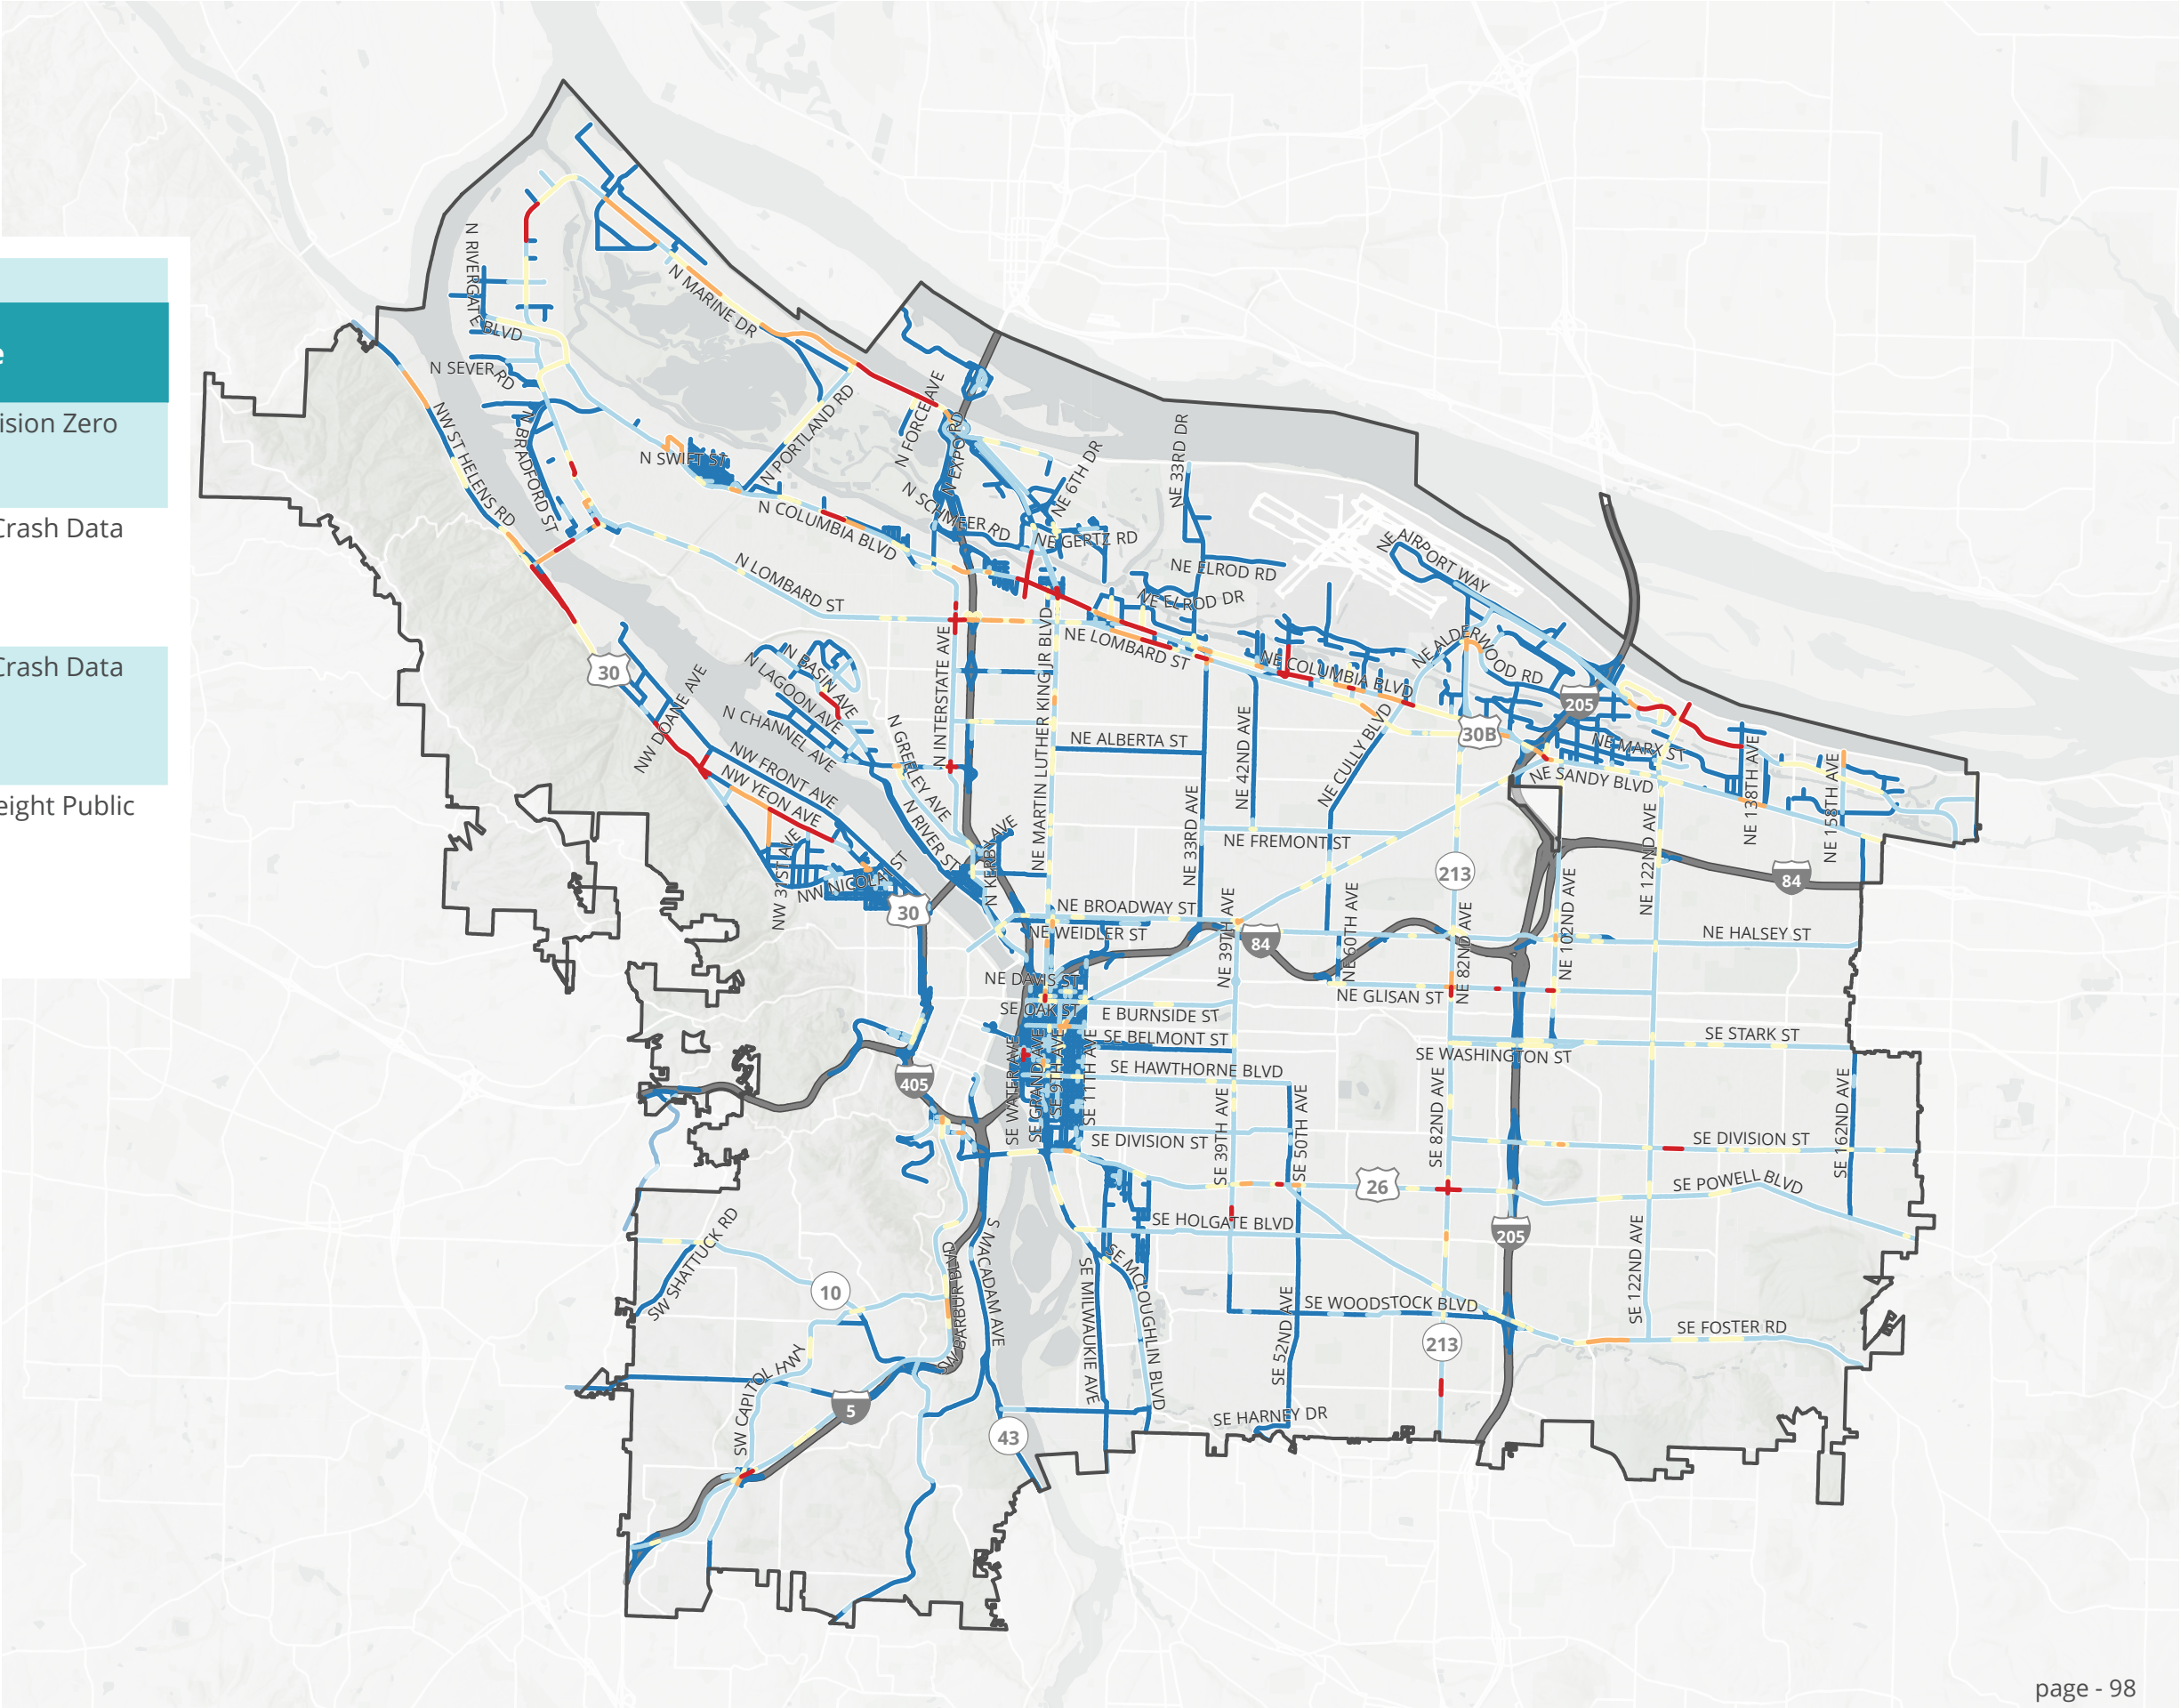 e
ision Zero
Crash Data
Crash Data
eight Public
N RIVERGATE BLVD
N SEVER RD
N MARINE DR
N BRADFORD ST
NW ST HELENS RD
N SWIFT ST
N PORTLAND RD
N FORCE AVE
N EXPO RD
NE 6TH DR
NE 33RD DR
N SCHMEER RD
NE GERTZ RD
N COLUMBIA BLVD
N LOMBARD ST
NE ELROD RD
NE ELROD DR
NE AIRPORT WAY
NE LOMBARD ST
NE COLUMBIA BLVD
NE ALDERWOOD RD
30
N BASIN AVE
N LAGOON AVE
N CHANNEL AVE
N INTERSTATE AVE
N GREELEY AVE
NE MARTIN LUTHER KING JR BLVD
NE ALBERTA ST
NE 42ND AVE
NE CULLY BLVD
30B
205
NE MARX ST
NE SANDY BLVD
NE 138TH AVE
NE 158TH AVE
NW DOANE AVE
NW FRONT AVE
NW YEON AVE
NW 31ST AVE
NW NICOLAI ST
30
N RIVER ST
N KERBY AVE
NE 33RD AVE
NE FREMONT ST
213
NE 122ND AVE
84
NE BROADWAY ST
NE WEIDLER ST
NE 39TH AVE
84
NE 60TH AVE
NE 82ND AVE
NE 102ND AVE
NE HALSEY ST
NE DAVIS ST
NE GLISAN ST
SE OAK ST
E BURNSIDE ST
SE BELMONT ST
SE STARK ST
SE WASHINGTON ST
405
SE WATER AVE
SE GRAND AVE
SE 9TH AVE
SE 11TH AVE
SE HAWTHORNE BLVD
SE 39TH AVE
SE 50TH AVE
SE 82ND AVE
SE 162ND AVE
SE DIVISION ST
SE DIVISION ST
26
SE POWELL BLVD
SE HOLGATE BLVD
205
SE 122ND AVE
SW SHATTUCK RD
10
SW BARBUR BLVD
S MACADAM AVE
SE MILWAUKIE AVE
SE MCLOUGHLIN BLVD
SE WOODSTOCK BLVD
SE 52ND AVE
213
SE FOSTER RD
SW CAPITOL HWY
5
43
SE HARNEY DR
page - 98